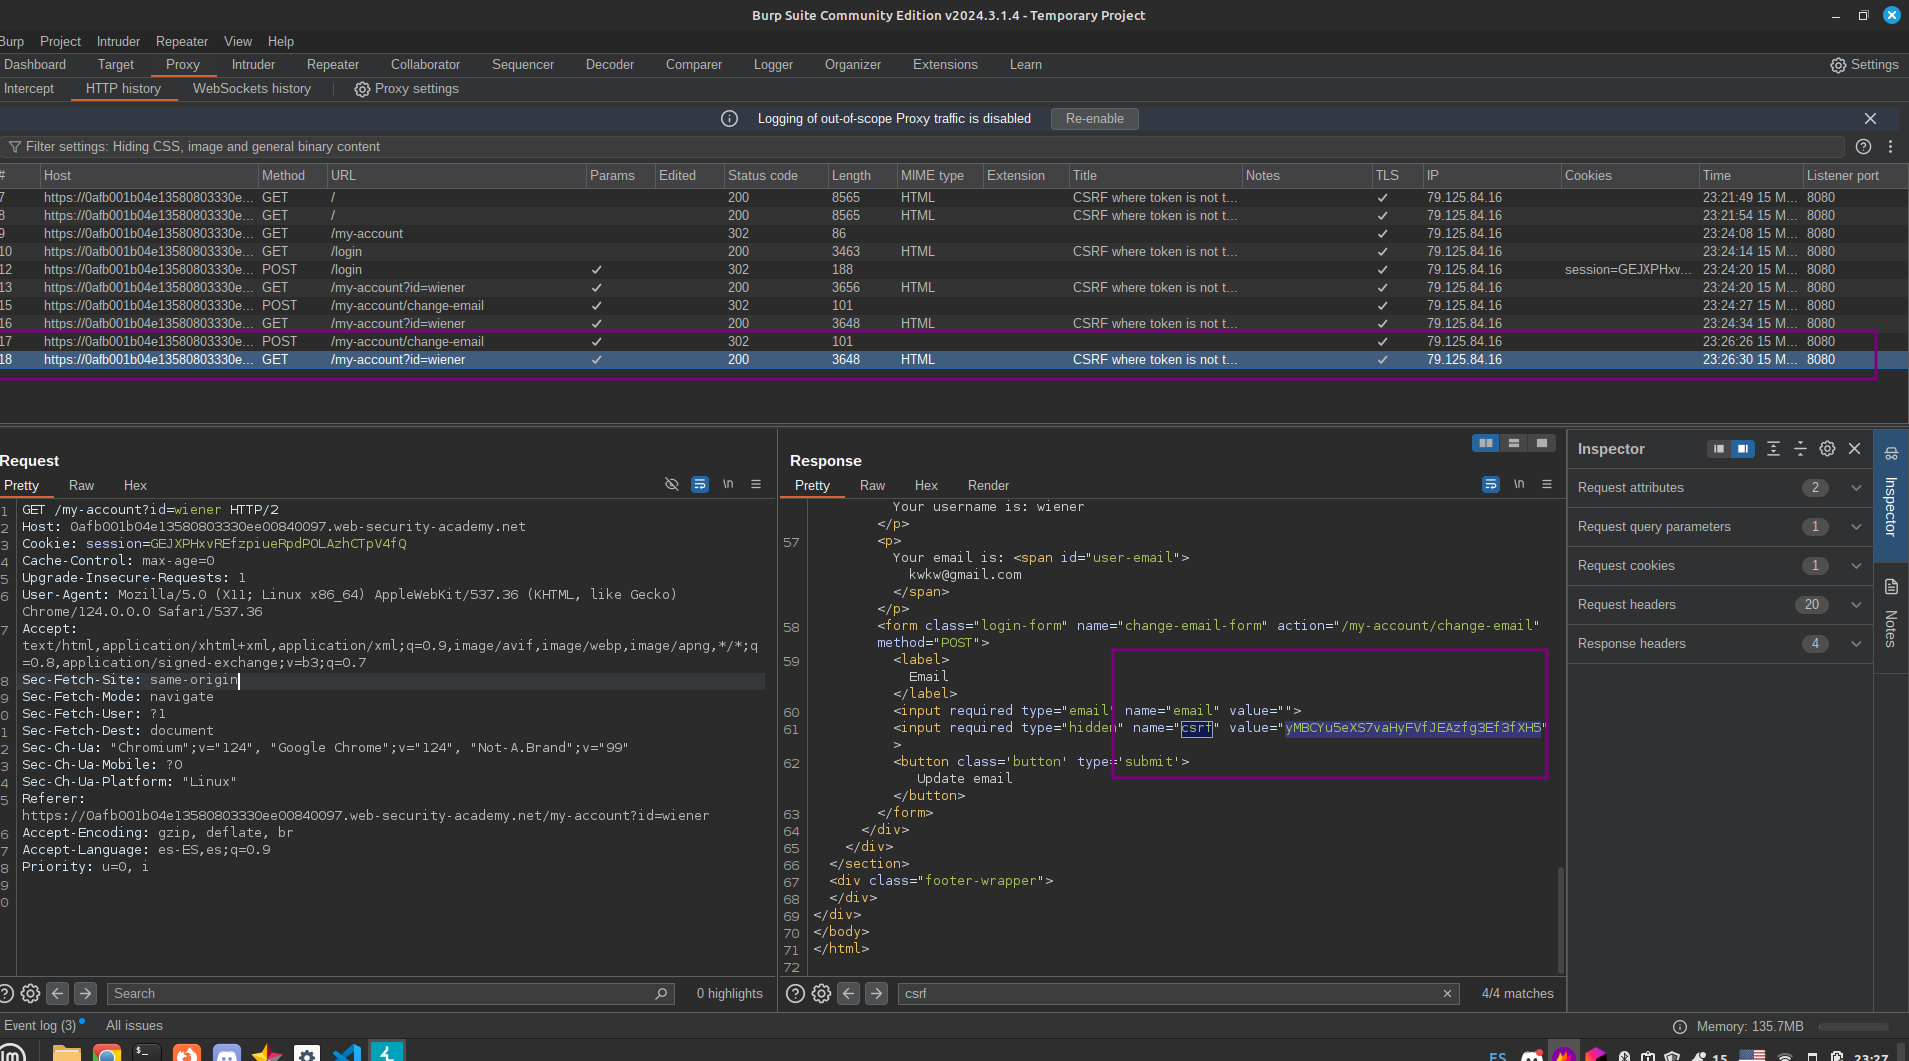 Burp Suite Community Edition v2024.3.1.4 - Temporary Project
Burp Project Intruder Repeater View Help
Dashboard Target Proxy Intruder Repeater Collaborator Sequencer Decoder Comparer Logger Organizer Extensions Learn Settings
Intercept HTTP history WebSockets history Proxy settings
Logging of out-of-scope Proxy traffic is disabled Re-enable
Filter settings: Hiding CSS, image and general binary content
# Host Method URL Params Edited Status code Length MIME type Extension Title Notes TLS IP Cookies Time Listener port
7 https://0afb001b04e13580803330e... GET / 200 8565 HTML CSRF where token is not t... ✓ 79.125.84.16 23:21:49 15 M... 8080
8 https://0afb001b04e13580803330e... GET / 200 8565 HTML CSRF where token is not t... ✓ 79.125.84.16 23:21:54 15 M... 8080
9 https://0afb001b04e13580803330e... GET /my-account 302 86 ✓ 79.125.84.16 23:24:08 15 M... 8080
10 https://0afb001b04e13580803330e... GET /login 200 3463 HTML CSRF where token is not t... ✓ 79.125.84.16 23:24:14 15 M... 8080
12 https://0afb001b04e13580803330e... POST /login ✓ 302 188 ✓ 79.125.84.16 session=GEJXPHxw... 23:24:20 15 M... 8080
13 https://0afb001b04e13580803330e... GET /my-account?id=wiener ✓ 200 3656 HTML CSRF where token is not t... ✓ 79.125.84.16 23:24:20 15 M... 8080
15 https://0afb001b04e13580803330e... POST /my-account/change-email ✓ 302 101 ✓ 79.125.84.16 23:24:27 15 M... 8080
16 https://0afb001b04e13580803330e... GET /my-account?id=wiener ✓ 200 3648 HTML CSRF where token is not t... ✓ 79.125.84.16 23:24:34 15 M... 8080
17 https://0afb001b04e13580803330e... POST /my-account/change-email ✓ 302 101 ✓ 79.125.84.16 23:26:26 15 M... 8080
18 https://0afb001b04e13580803330e... GET /my-account?id=wiener ✓ 200 3648 HTML CSRF where token is not t... ✓ 79.125.84.16 23:26:30 15 M... 8080
Request
Pretty Raw Hex \n
1 GET /my-account?id=wiener HTTP/2
2 Host: 0afb001b04e13580803330ee00840097.web-security-academy.net
3 Cookie: session=GEJXPHxvREfzpiueRpdPOLAzhCTpV4fQ
4 Cache-Control: max-age=0
5 Upgrade-Insecure-Requests: 1
6 User-Agent: Mozilla/5.0 (X11; Linux x86_64) AppleWebKit/537.36 (KHTML, like Gecko)
Chrome/124.0.0.0 Safari/537.36
7 Accept:
text/html,application/xhtml+xml,application/xml;q=0.9,image/avif,image/webp,image/apng,*/*;q
=0.8,application/signed-exchange;v=b3;q=0.7
8 Sec-Fetch-Site: same-origin
9 Sec-Fetch-Mode: navigate
0 Sec-Fetch-User: ?1
1 Sec-Fetch-Dest: document
2 Sec-Ch-Ua: "Chromium";v="124", "Google Chrome";v="124", "Not-A.Brand";v="99"
3 Sec-Ch-Ua-Mobile: ?0
4 Sec-Ch-Ua-Platform: "Linux"
5 Referer:
https://0afb001b04e13580803330ee00840097.web-security-academy.net/my-account?id=wiener
6 Accept-Encoding: gzip, deflate, br
7 Accept-Language: es-ES,es;q=0.9
8 Priority: u=0, i
9
0
Search 0 highlights
Response
Pretty Raw Hex Render \n
Your username is: wiener
</p>
57 <p>
Your email is: <span id="user-email">
kwkw@gmail.com
</span>
</p>
58 <form class="login-form" name="change-email-form" action="/my-account/change-email"
method="POST">
59 <label>
Email
</label>
60 <input required type="email" name="email" value="">
61 <input required type="hidden" name="csrf" value="yMBCYu5eXS7vaHyFVfJEAzfg3Ef3fXH5"
>
62 <button class='button' type='submit'>
Update email
</button>
63 </form>
64 </div>
65 </div>
66 </section>
67 <div class="footer-wrapper">
68 </div>
69 </div>
70 </body>
71 </html>
72
csrf 4/4 matches
Inspector
Request attributes 2
Request query parameters 1
Request cookies 1
Request headers 20
Response headers 4
Inspector
Notes
Event log (3) All issues Memory: 135.7MB
ES 15 23:27